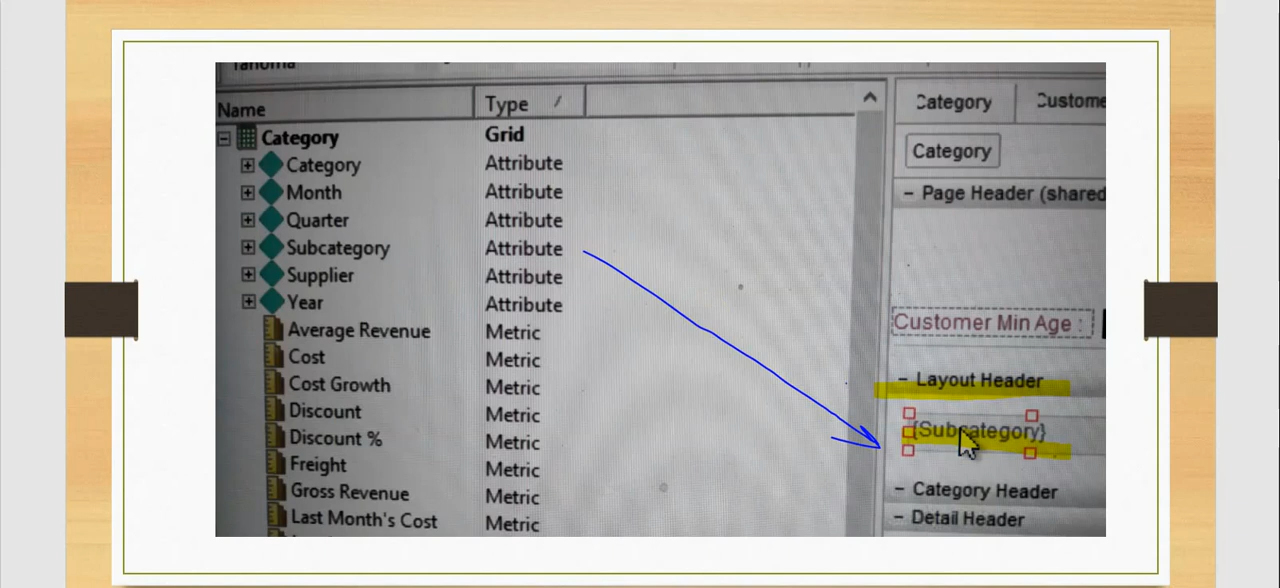 Tahoma
Name Type
Category Grid
Category Attribute
Month Attribute
Quarter Attribute
Subcategory Attribute
Supplier Attribute
Year Attribute
Average Revenue Metric
Cost Metric
Cost Growth Metric
Discount Metric
Discount % Metric
Freight Metric
Gross Revenue Metric
Last Month's Cost Metric
Category Custome
Category
– Page Header (shared
Customer Min Age :
– Layout Header
{Subcategory}
– Category Header
– Detail Header